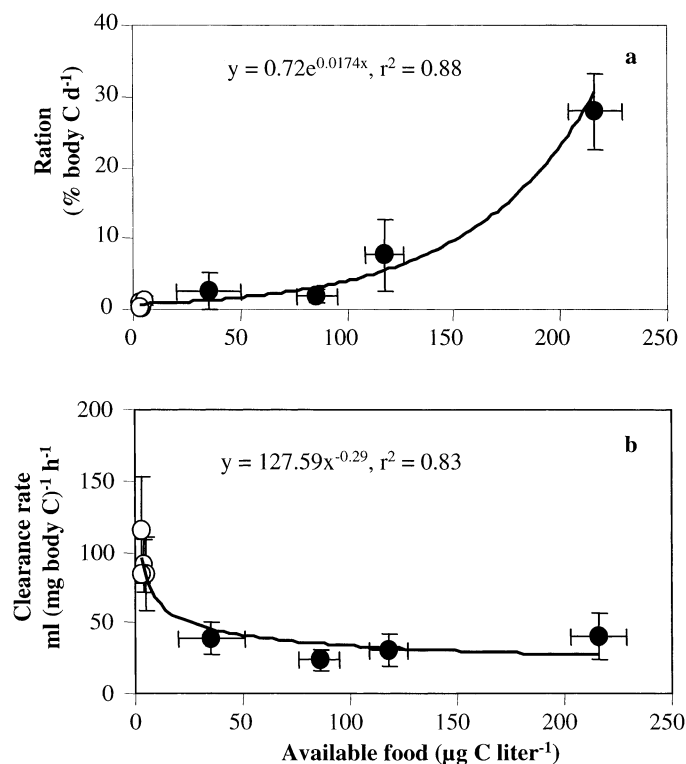 40
30
20
10
0
0 50 100 150 200 250
Ration
(% body C d⁻¹)
y = 0.72e^0.0174x, r² = 0.88
a
200
150
100
50
0
0 50 100 150 200 250
Clearance rate
ml (mg body C)⁻¹ h⁻¹
y = 127.59x^-0.29, r² = 0.83
b
Available food (µg C liter⁻¹)